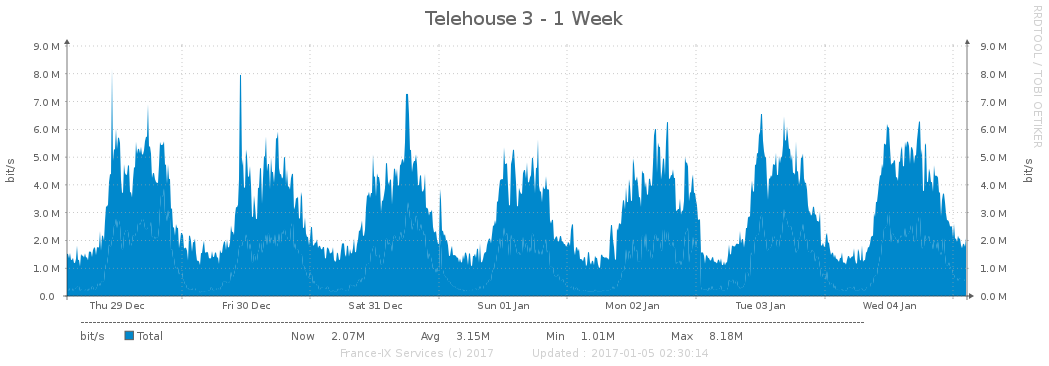 Telehouse 3 - 1 Week
RRDTOOL / TOBI OETIKER
9.0 M 9.0 M
8.0 M 8.0 M
7.0 M 7.0 M
6.0 M 6.0 M
5.0 M 5.0 M
4.0 M 4.0 M
3.0 M 3.0 M
2.0 M 2.0 M
1.0 M 1.0 M
0.0 0.0 M
bit/s
bit/s
Thu 29 Dec Fri 30 Dec Sat 31 Dec Sun 01 Jan Mon 02 Jan Tue 03 Jan Wed 04 Jan
bit/s Total Now 2.07M Avg 3.15M Min 1.01M Max 8.18M
France-IX Services (c) 2017 Updated : 2017-01-05 02:30:14